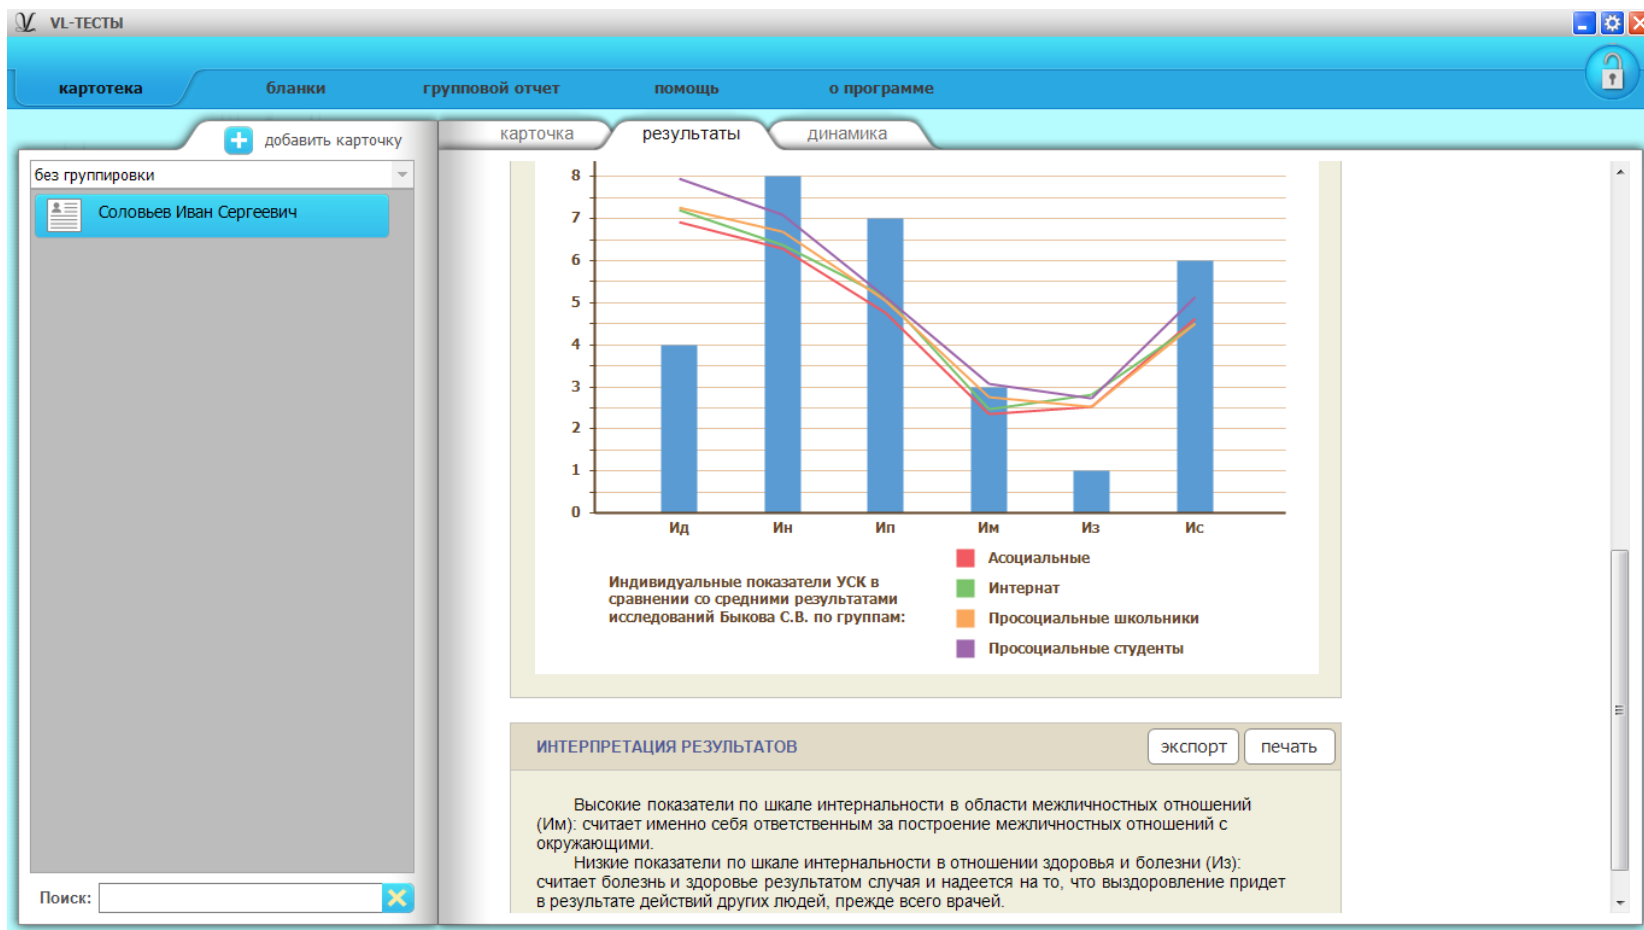 VL-ТЕСТЫ
картотека
бланки
групповой отчет
помощь
о программе
добавить карточку
карточка
результаты
динамика
без группировки
Соловьев Иван Сергеевич
8
7
6
5
4
3
2
1
0
Ид Ин Ип Им Из Ис
Индивидуальные показатели УСК в
сравнении со средними результатами
исследований Быкова С.В. по группам:
Асоциальные
Интернат
Просоциальные школьники
Просоциальные студенты
ИНТЕРПРЕТАЦИЯ РЕЗУЛЬТАТОВ
экспорт
печать
Высокие показатели по шкале интернальности в области межличностных отношений
(Им): считает именно себя ответственным за построение межличностных отношений с
окружающими.
Низкие показатели по шкале интернальности в отношении здоровья и болезни (Из):
считает болезнь и здоровье результатом случая и надеется на то, что выздоровление придет
в результате действий других людей, прежде всего врачей.
Поиск: